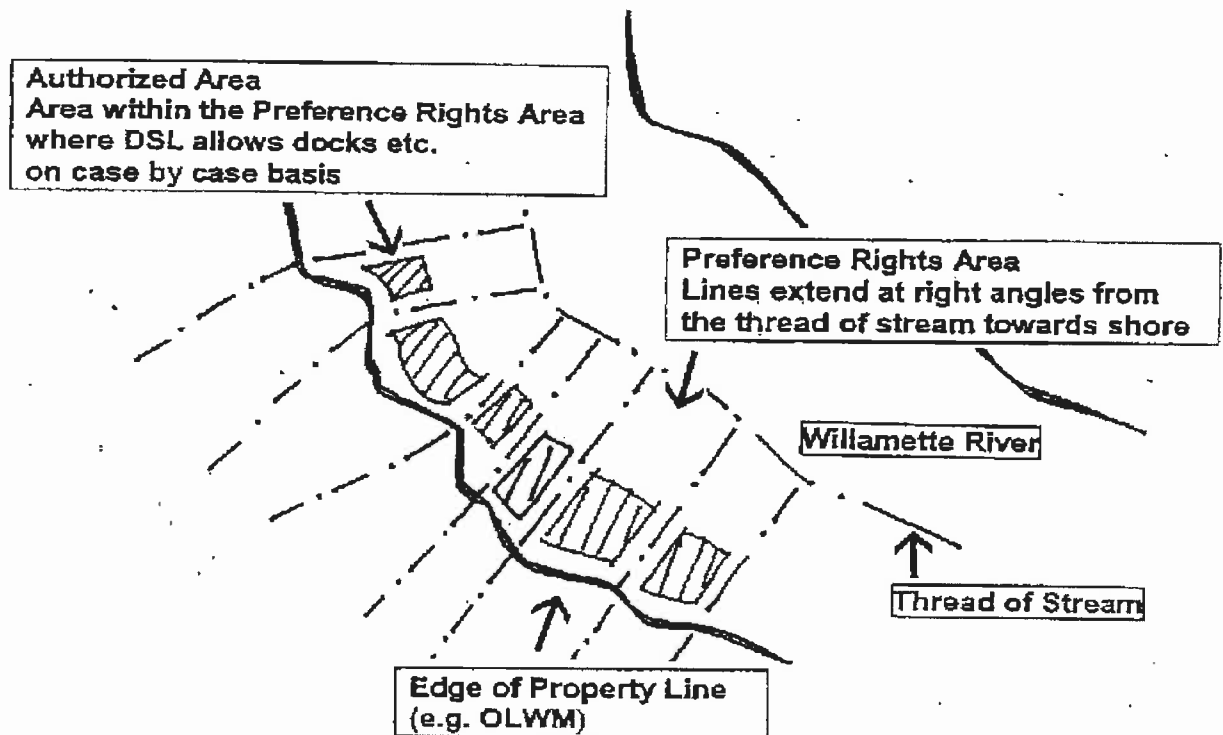 Authorized Area
Area within the Preference Rights Area
where DSL allows docks etc.
on case by case basis
Preference Rights Area
Lines extend at right angles from
the thread of stream towards shore
Willamette River
Thread of Stream
Edge of Property Line
(e.g. OLWM)